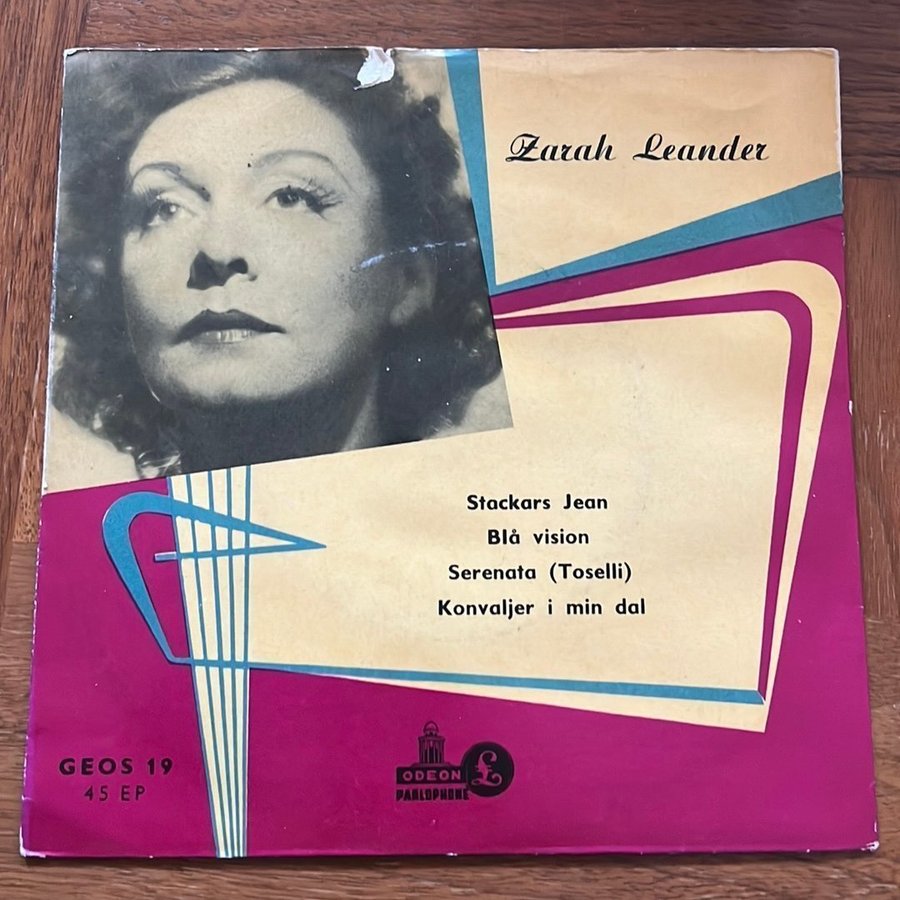 Zarah Leander
Stackars Jean
Blå vision
Serenata (Toselli)
Konvaljer i min dal
GEOS 19
45 EP
ODEON
PARLOPHONE
£